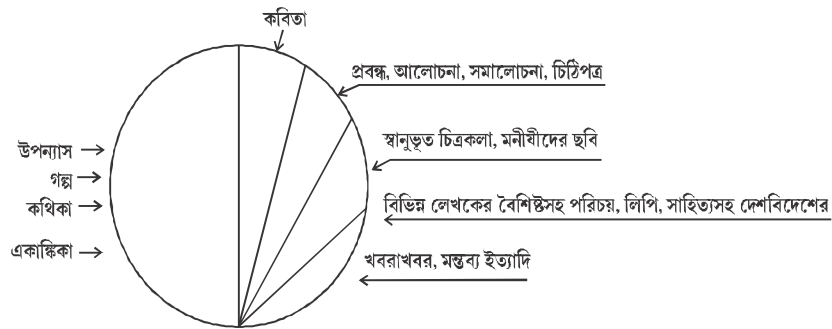 কবিতা
প্রবন্ধ, আলোচনা, সমালোচনা, চিঠিপত্র
স্বানুভূত চিত্রকলা, মনীষীদের ছবি
উপন্যাস
গল্প
কথিকা
বিভিন্ন লেখকের বৈশিষ্টসহ পরিচয়, লিপি, সাহিত্যসহ দেশবিদেশের
একাঙ্কিকা
খবরাখবর, মন্তব্য ইত্যাদি